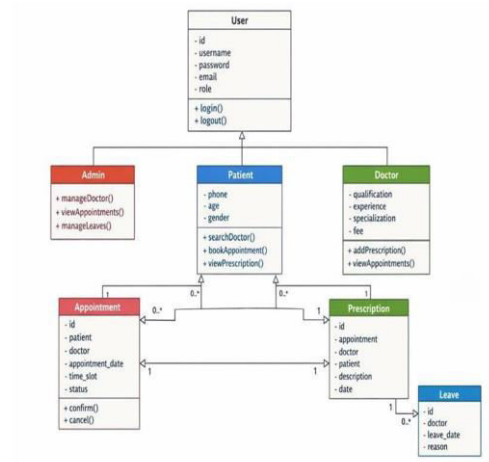 User
- id
- username
- password
- email
- role
+ login()
+ logout()
Admin
+ manageDoctor()
+ viewAppointments()
+ manageLeaves()
Patient
- phone
- age
- gender
+ searchDoctor()
+ bookAppointment()
+ viewPrescription()
Doctor
- qualification
- experience
- specialization
- fee
+ addPrescription()
+ viewAppointments()
1
0..*
0..*
1
Appointment
- id
- patient
- doctor
- appointment_date
- time_slot
- status
+ confirm()
+ cancel()
0..*
1
1
1
Prescription
- id
- appointment
- doctor
- patient
- description
- date
1
0..*
Leave
- id
- doctor
- leave_date
- reason